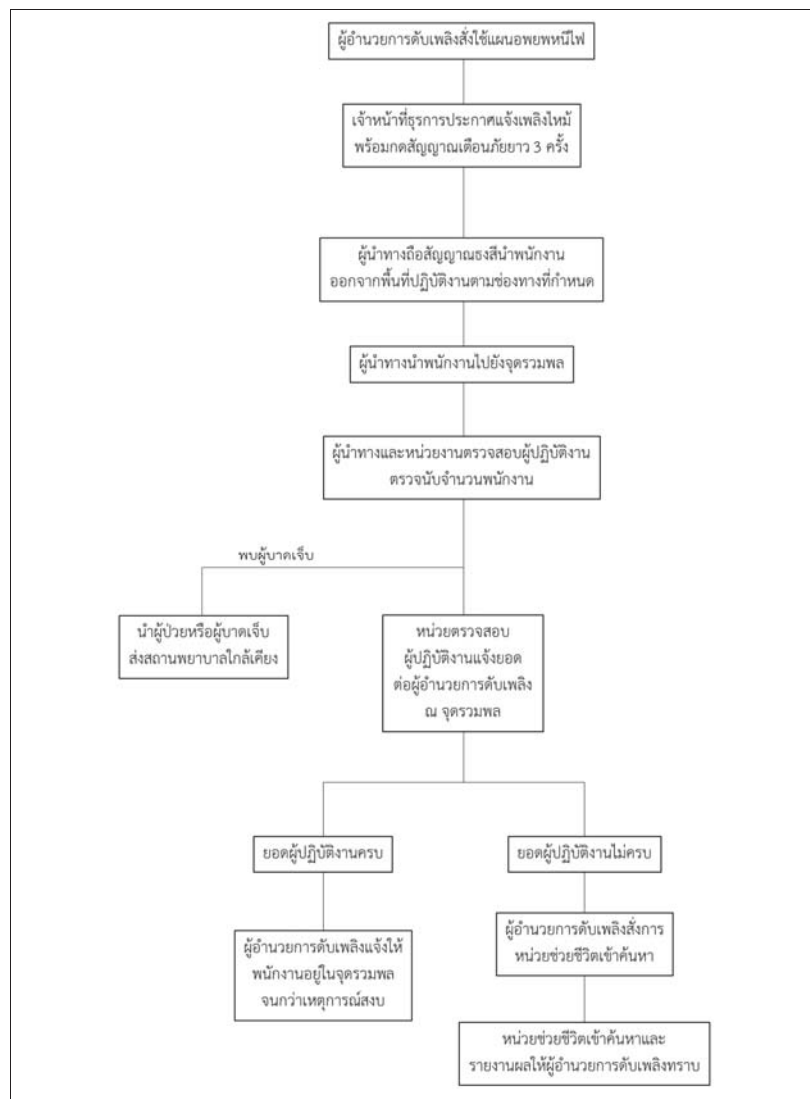 ผู้อำนวยการดับเพลิงสั่งใช้แผนอพยพหนีไฟ
เจ้าหน้าที่ธุรการประกาศแจ้งเพลิงไหม้
พร้อมกดสัญญาณเตือนภัยยาว 3 ครั้ง
ผู้นำทางถือสัญญาณธงสีนำพนักงาน
ออกจากพื้นที่ปฏิบัติงานตามช่องทางที่กำหนด
ผู้นำทางนำพนักงานไปยังจุดรวมพล
ผู้นำทางและหน่วยงานตรวจสอบผู้ปฏิบัติงาน
ตรวจนับจำนวนพนักงาน
พบผู้บาดเจ็บ
นำผู้ป่วยหรือผู้บาดเจ็บ
ส่งสถานพยาบาลใกล้เคียง
หน่วยตรวจสอบ
ผู้ปฏิบัติงานแจ้งยอด
ต่อผู้อำนวยการดับเพลิง
ณ จุดรวมพล
ยอดผู้ปฏิบัติงานครบ
ผู้อำนวยการดับเพลิงแจ้งให้
พนักงานอยู่ในจุดรวมพล
จนกว่าเหตุการณ์สงบ
ยอดผู้ปฏิบัติงานไม่ครบ
ผู้อำนวยการดับเพลิงสั่งการ
หน่วยช่วยชีวิตเข้าค้นหา
หน่วยช่วยชีวิตเข้าค้นหาและ
รายงานผลให้ผู้อำนวยการดับเพลิงทราบ